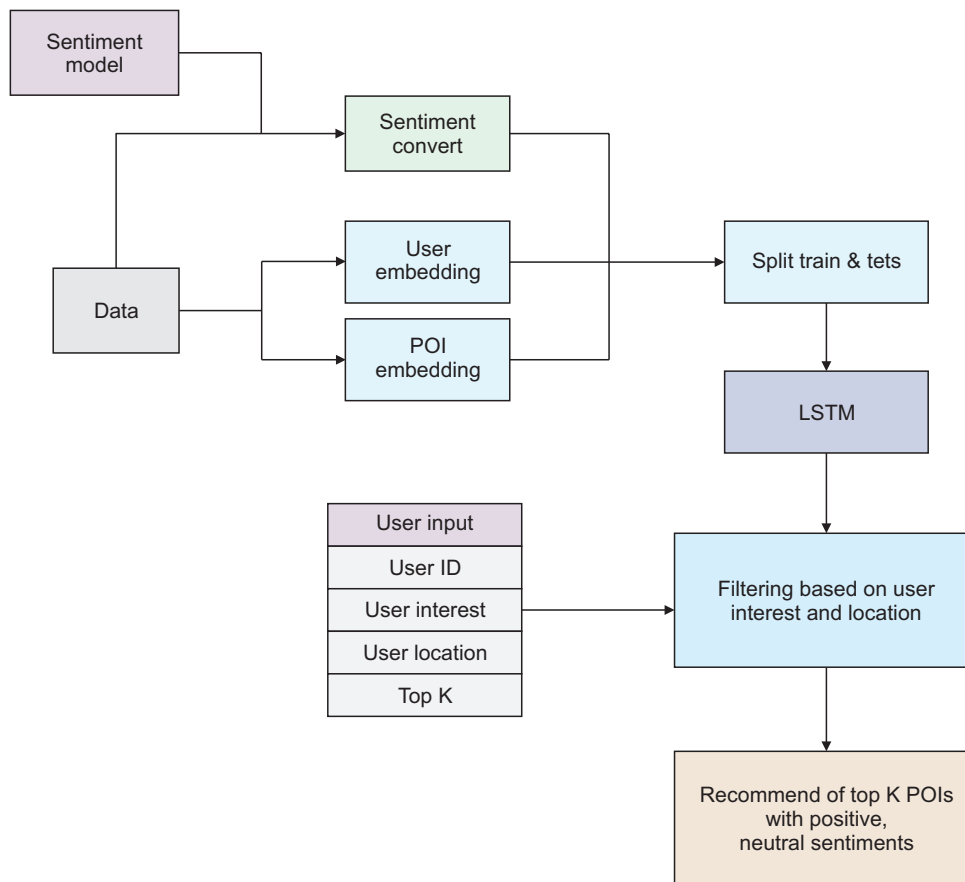 Sentiment
model
Sentiment
convert
User
embedding
Split train & tets
Data
POI
embedding
LSTM
User input
User ID
User interest
User location
Top K
Filtering based on user
interest and location
Recommend of top K POIs
with positive,
neutral sentiments